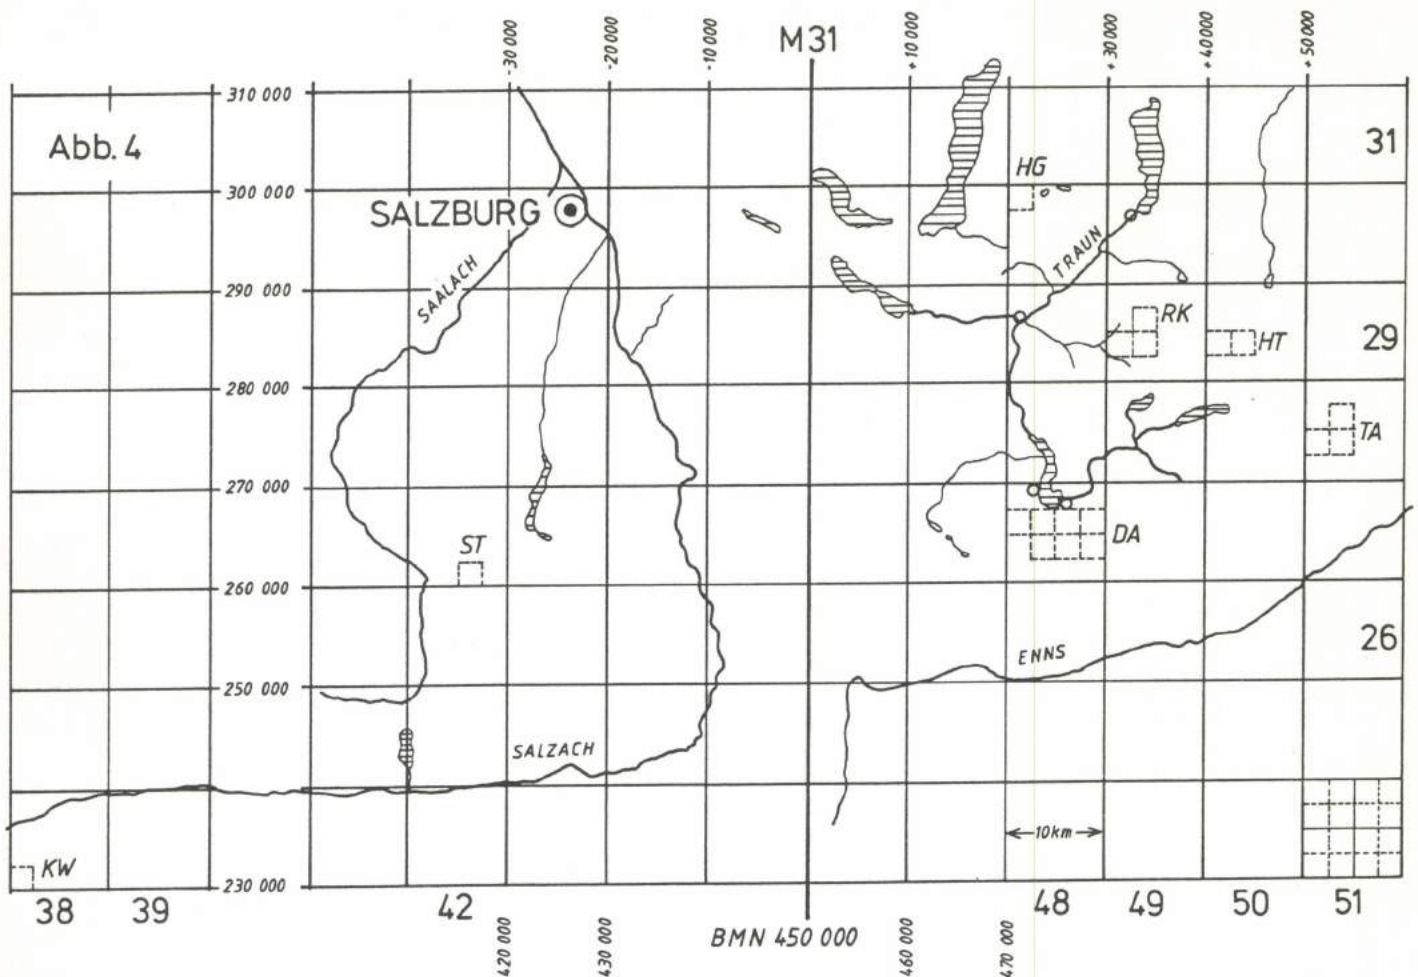 -30 000
-20 000
-10 000
M31
+10 000
+30 000
+40 000
+50 000
310 000
Abb. 4
31
HG
300 000
SALZBURG
TRAUN
SAALACH
290 000
RK
HT
29
280 000
TA
270 000
ST
DA
260 000
26
ENNS
250 000
SALZACH
10km
KW
230 000
38
39
42
48
49
50
51
420 000
430 000
BMN 450 000
460 000
470 000